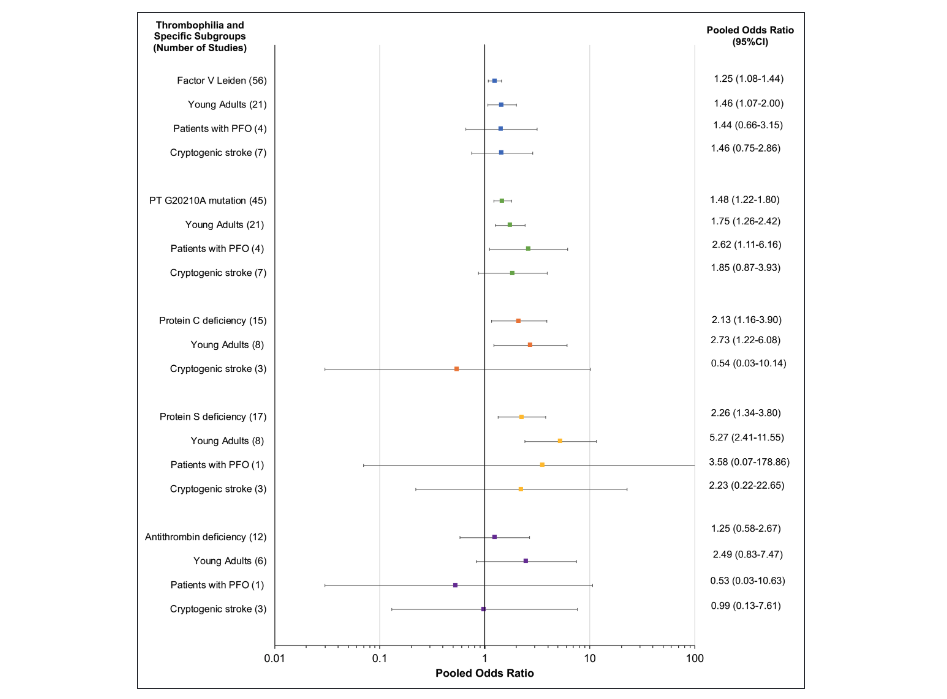 Thrombophilia and
Specific Subgroups
(Number of Studies)
Pooled Odds Ratio
(95%CI)
Factor V Leiden (56) 1.25 (1.08-1.44)
Young Adults (21) 1.46 (1.07-2.00)
Patients with PFO (4) 1.44 (0.66-3.15)
Cryptogenic stroke (7) 1.46 (0.75-2.86)
PT G20210A mutation (45) 1.48 (1.22-1.80)
Young Adults (21) 1.75 (1.26-2.42)
Patients with PFO (4) 2.62 (1.11-6.16)
Cryptogenic stroke (7) 1.85 (0.87-3.93)
Protein C deficiency (15) 2.13 (1.16-3.90)
Young Adults (8) 2.73 (1.22-6.08)
Cryptogenic stroke (3) 0.54 (0.03-10.14)
Protein S deficiency (17) 2.26 (1.34-3.80)
Young Adults (8) 5.27 (2.41-11.55)
Patients with PFO (1) 3.58 (0.07-178.86)
Cryptogenic stroke (3) 2.23 (0.22-22.65)
Antithrombin deficiency (12) 1.25 (0.58-2.67)
Young Adults (6) 2.49 (0.83-7.47)
Patients with PFO (1) 0.53 (0.03-10.63)
Cryptogenic stroke (3) 0.99 (0.13-7.61)
0.01 0.1 1 10 100
Pooled Odds Ratio